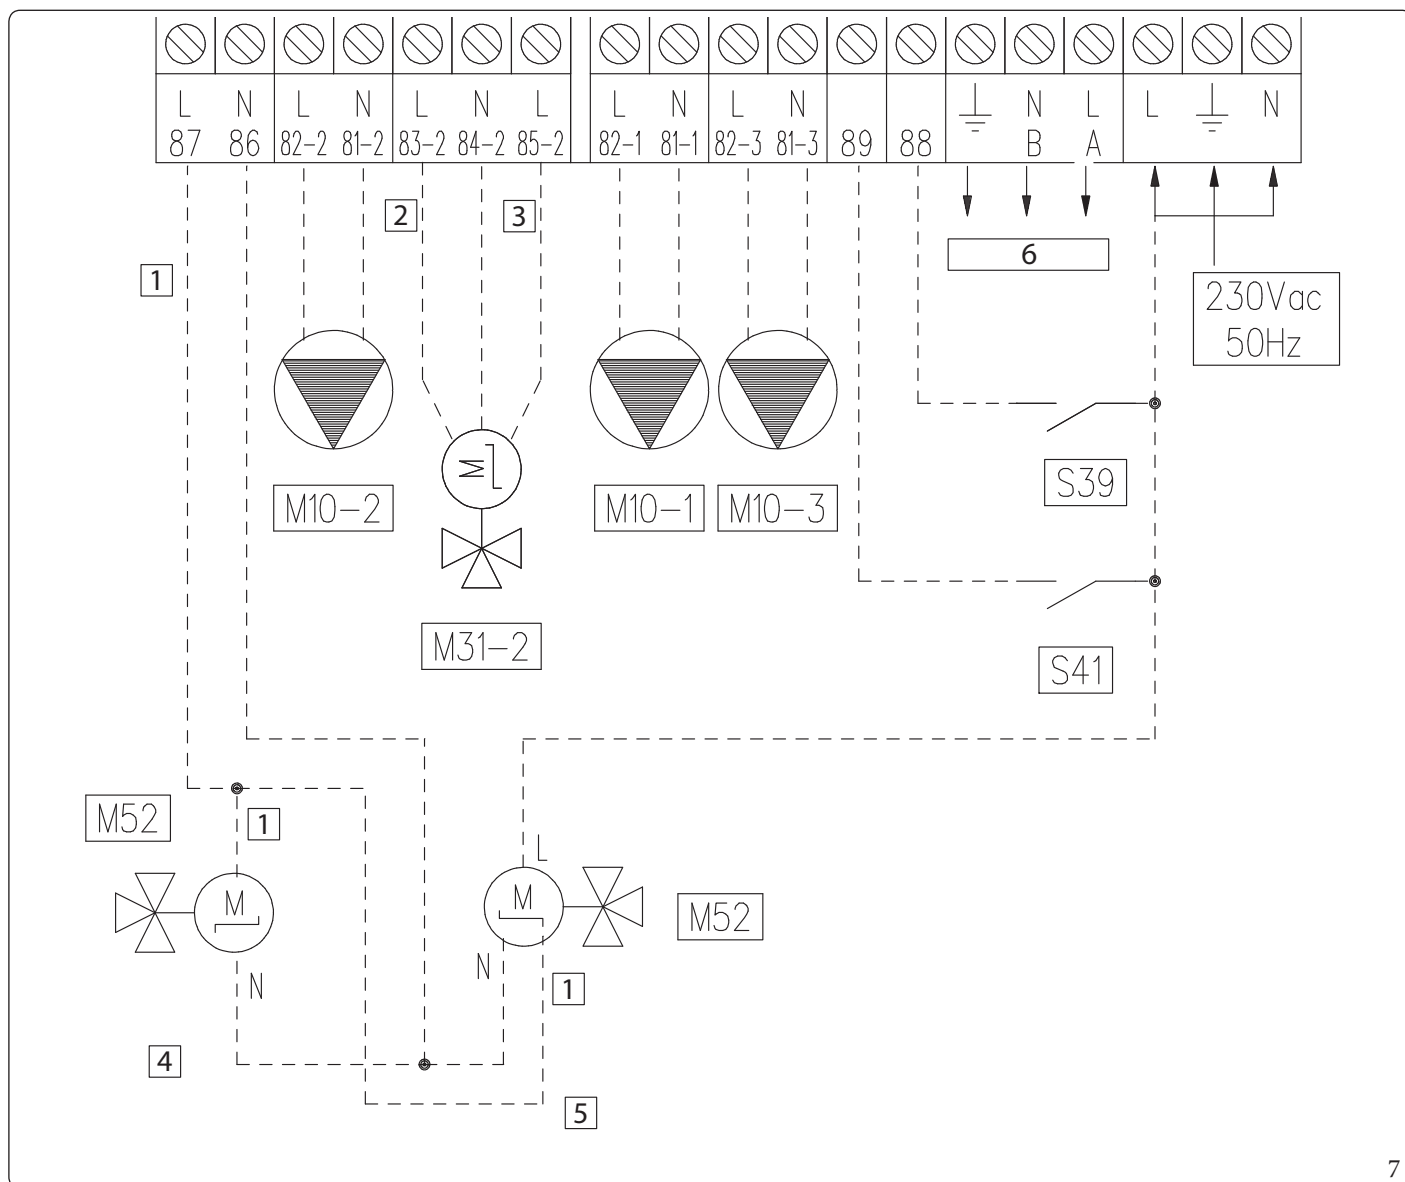 L N L N L N L L N L N N L L N
87 86 82-2 81-2 83-2 84-2 85-2 82-1 81-1 82-3 81-3 89 88 B A
2 3
6
1
230Vac
50Hz
S39
M10-2 M10-1 M10-3
M
M31-2
S41
M52
1
L
M M
M52
N
N
1
4
5
7